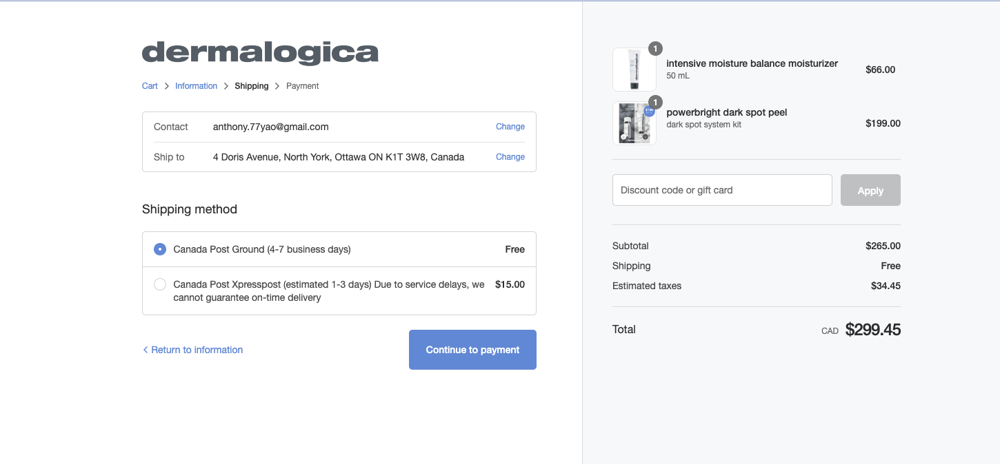 dermalogica
Cart > Information > Shipping > Payment
Contact anthony.77yao@gmail.com Change
Ship to 4 Doris Avenue, North York, Ottawa ON K1T 3W8, Canada Change
Shipping method
Canada Post Ground (4-7 business days) Free
Canada Post Xpresspost (estimated 1-3 days) Due to service delays, we $15.00
cannot guarantee on-time delivery
< Return to information
Continue to payment
1
dermalogica
intensive moisture balance moisturizer
50 mL
$66.00
1
$199
powerbright dark spot peel
dark spot system kit
$199.00
Discount code or gift card
Apply
Subtotal $265.00
Shipping Free
Estimated taxes $34.45
Total CAD $299.45